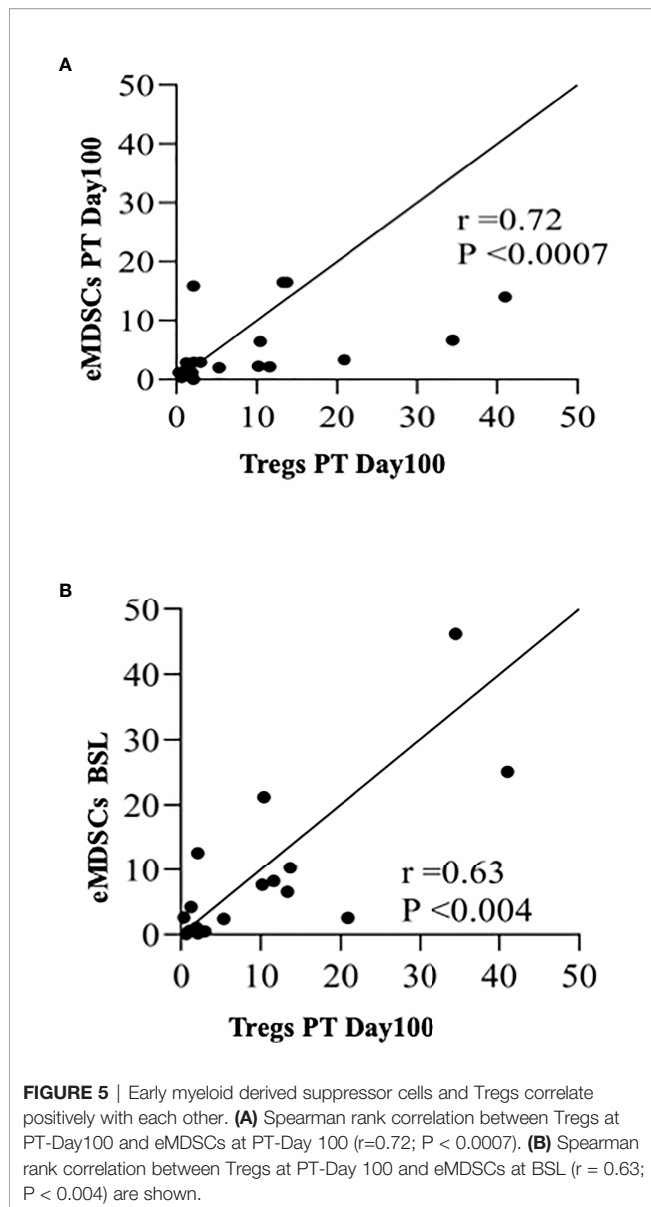 A
50
40
30
20
10
0
eMDSCs PT Day100
r =0.72
P <0.0007
0 10 20 30 40 50
Tregs PT Day100
B
50
40
30
20
10
0
eMDSCs BSL
r =0.63
P <0.004
0 10 20 30 40 50
Tregs PT Day100
FIGURE 5 | Early myeloid derived suppressor cells and Tregs correlate
positively with each other. (A) Spearman rank correlation between Tregs at
PT-Day100 and eMDSCs at PT-Day 100 (r=0.72; P < 0.0007). (B) Spearman
rank correlation between Tregs at PT-Day 100 and eMDSCs at BSL (r = 0.63;
P < 0.004) are shown.